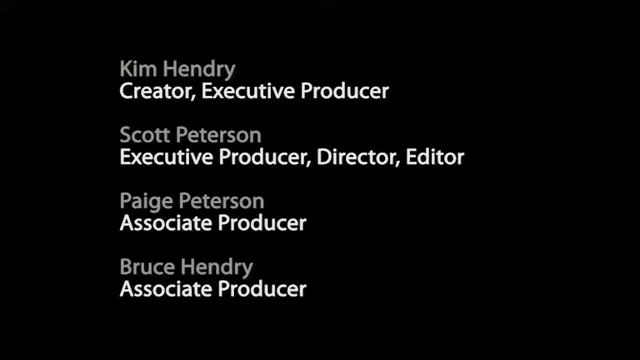 Kim Hendry
Creator, Executive Producer
Scott Peterson
Executive Producer, Director, Editor
Paige Peterson
Associate Producer
Bruce Hendry
Associate Producer